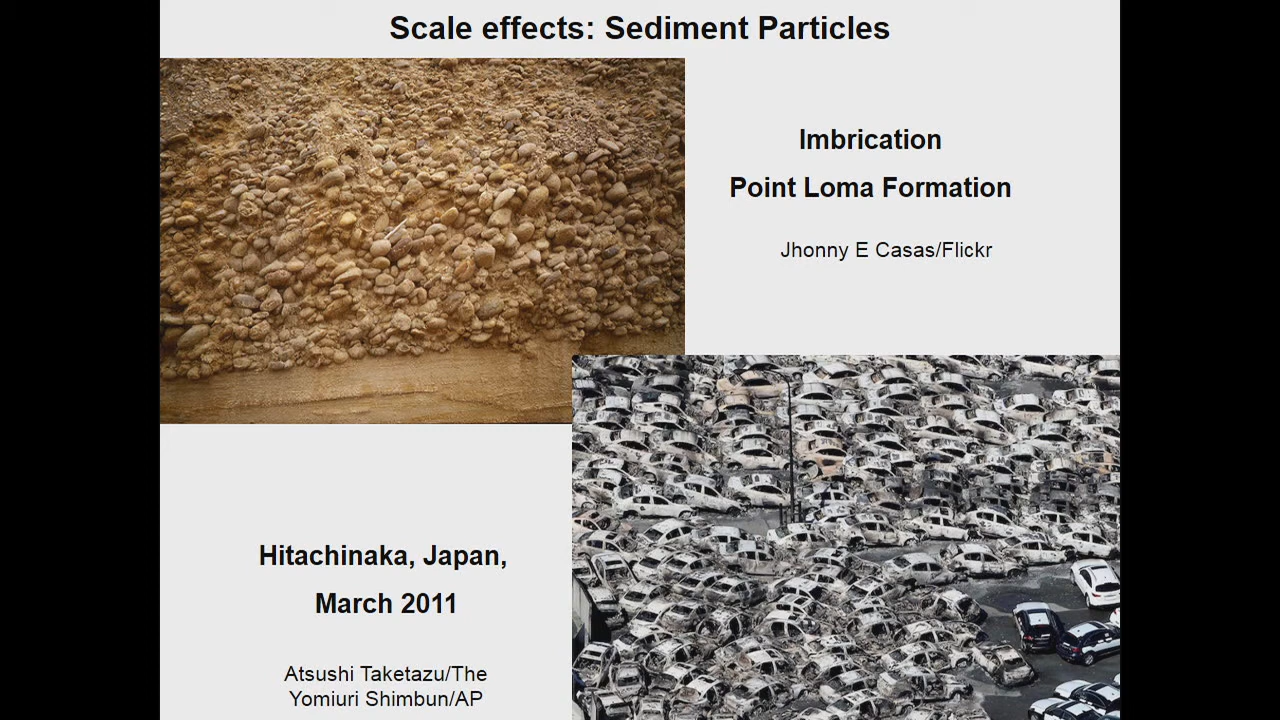 Scale effects: Sediment Particles
Imbrication
Point Loma Formation
Jhonny E Casas/Flickr
Hitachinaka, Japan,
March 2011
Atsushi Taketazu/The
Yomiuri Shimbun/AP